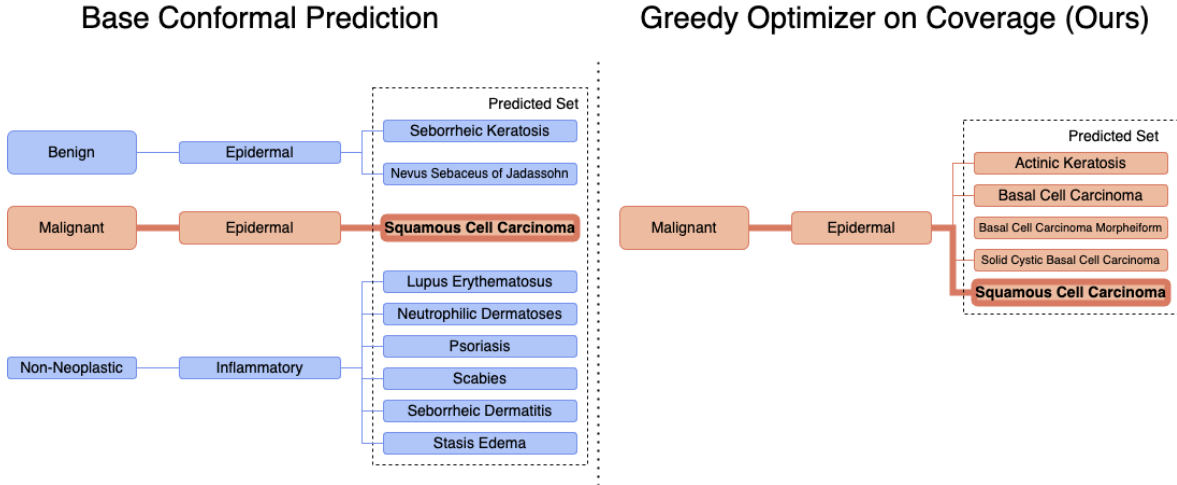 Base Conformal Prediction
Predicted Set
Benign
Epidermal
Seborrheic Keratosis
Nevus Sebaceus of Jadassohn
Malignant
Epidermal
Squamous Cell Carcinoma
Non-Neoplastic
Inflammatory
Lupus Erythematosus
Neutrophilic Dermatoses
Psoriasis
Scabies
Seborrheic Dermatitis
Stasis Edema
Greedy Optimizer on Coverage (Ours)
Predicted Set
Malignant
Epidermal
Actinic Keratosis
Basal Cell Carcinoma
Basal Cell Carcinoma Morpheiform
Solid Cystic Basal Cell Carcinoma
Squamous Cell Carcinoma